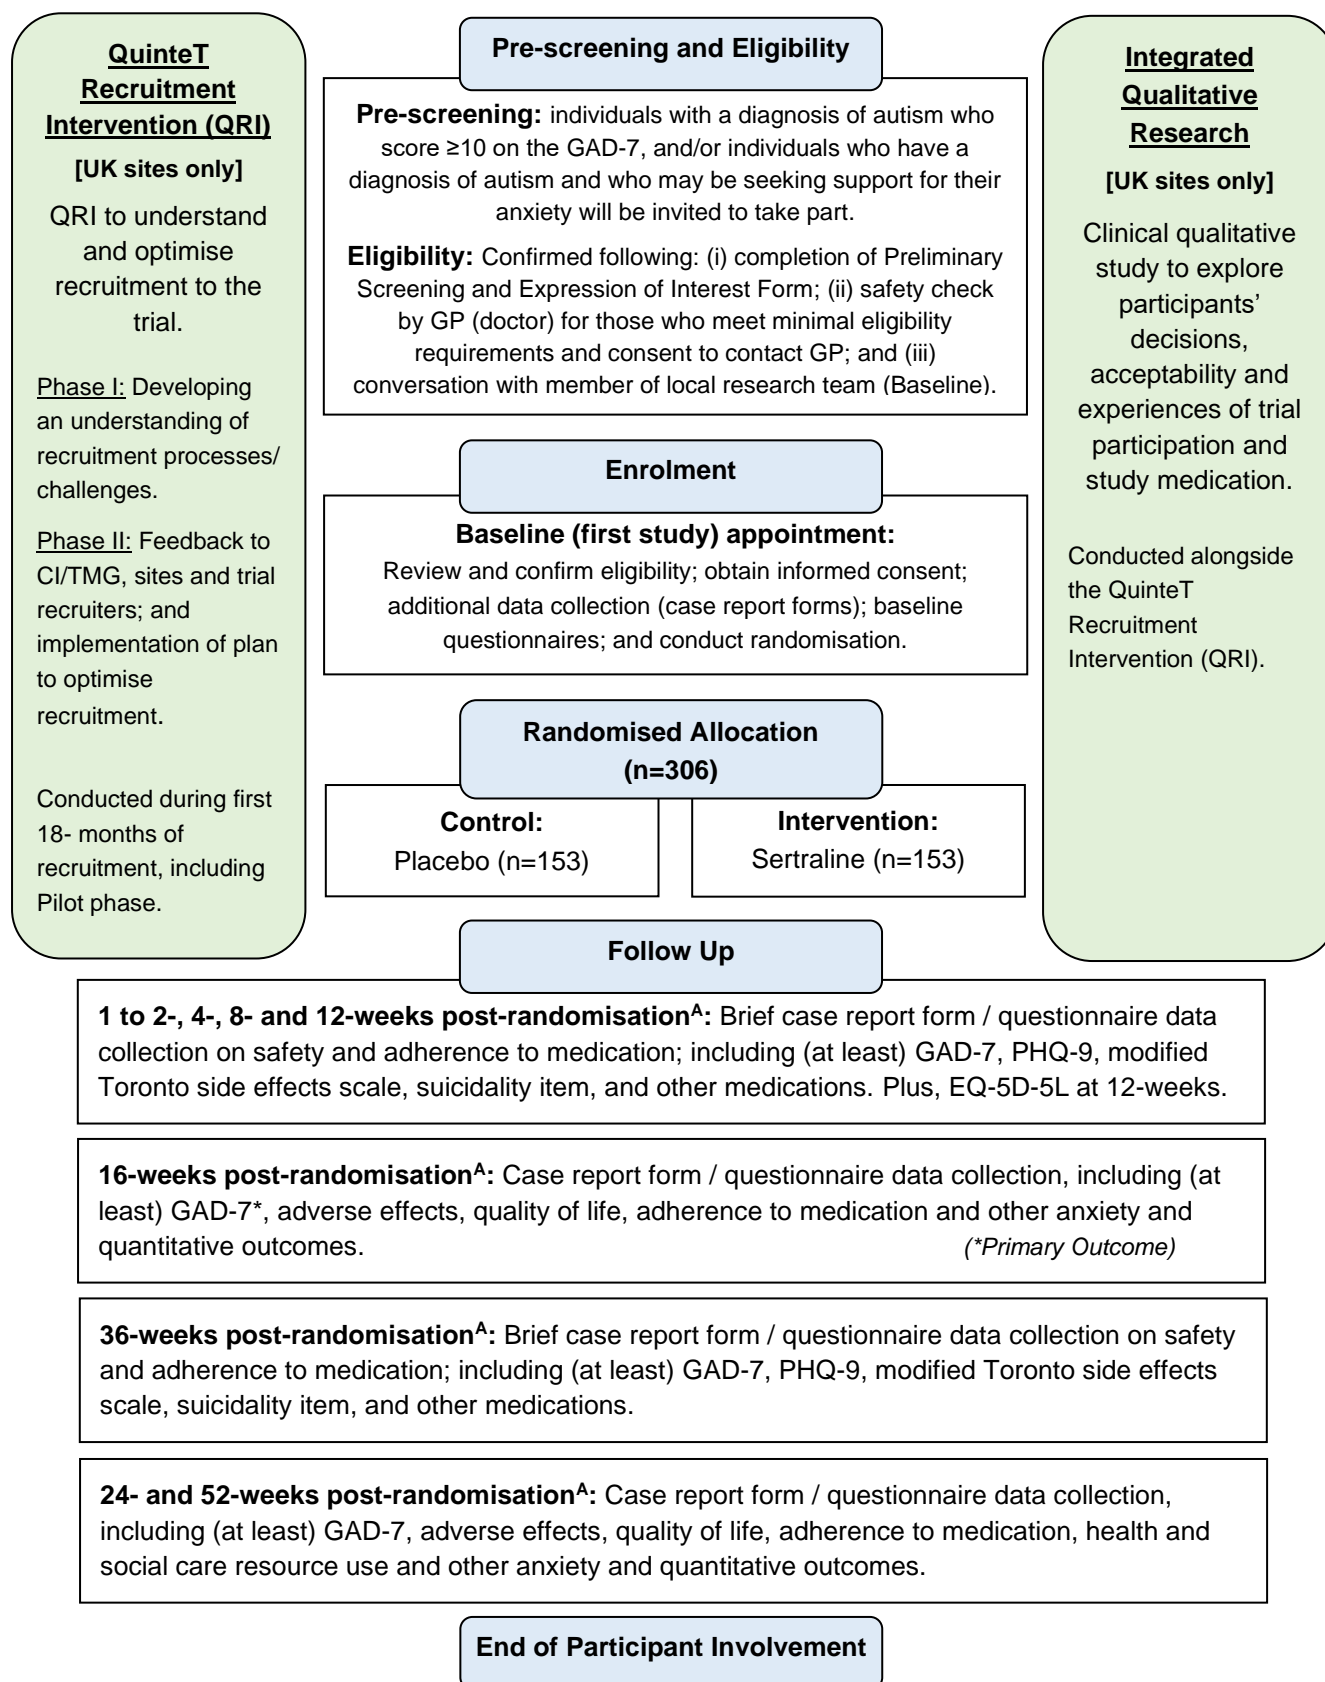 QuinteT
Recruitment
Intervention (QRI)
[UK sites only]
QRI to understand
and optimise
recruitment to the
trial.
Phase I: Developing
an understanding of
recruitment processes/
challenges.
Phase II: Feedback to
CI/TMG, sites and trial
recruiters; and
implementation of plan
to optimise
recruitment.
Conducted during first
18- months of
recruitment, including
Pilot phase.
Pre-screening and Eligibility
Pre-screening: individuals with a diagnosis of autism who
score ≥10 on the GAD-7, and/or individuals who have a
diagnosis of autism and who may be seeking support for their
anxiety will be invited to take part.
Eligibility: Confirmed following: (i) completion of Preliminary
Screening and Expression of Interest Form; (ii) safety check
by GP (doctor) for those who meet minimal eligibility
requirements and consent to contact GP; and (iii)
conversation with member of local research team (Baseline).
Enrolment
Baseline (first study) appointment:
Review and confirm eligibility; obtain informed consent;
additional data collection (case report forms); baseline
questionnaires; and conduct randomisation.
Randomised Allocation
(n=306)
Control:
Placebo (n=153)
Intervention:
Sertraline (n=153)
Integrated
Qualitative
Research
[UK sites only]
Clinical qualitative
study to explore
participants’
decisions,
acceptability and
experiences of trial
participation and
study medication.
Conducted alongside
the QuinteT
Recruitment
Intervention (QRI).
Follow Up
1 to 2-, 4-, 8- and 12-weeks post-randomisationᴬ: Brief case report form / questionnaire data
collection on safety and adherence to medication; including (at least) GAD-7, PHQ-9, modified
Toronto side effects scale, suicidality item, and other medications. Plus, EQ-5D-5L at 12-weeks.
16-weeks post-randomisationᴬ: Case report form / questionnaire data collection, including (at
least) GAD-7*, adverse effects, quality of life, adherence to medication and other anxiety and
quantitative outcomes. (*Primary Outcome)
36-weeks post-randomisationᴬ: Brief case report form / questionnaire data collection on safety
and adherence to medication; including (at least) GAD-7, PHQ-9, modified Toronto side effects
scale, suicidality item, and other medications.
24- and 52-weeks post-randomisationᴬ: Case report form / questionnaire data collection,
including (at least) GAD-7, adverse effects, quality of life, adherence to medication, health and
social care resource use and other anxiety and quantitative outcomes.
End of Participant Involvement